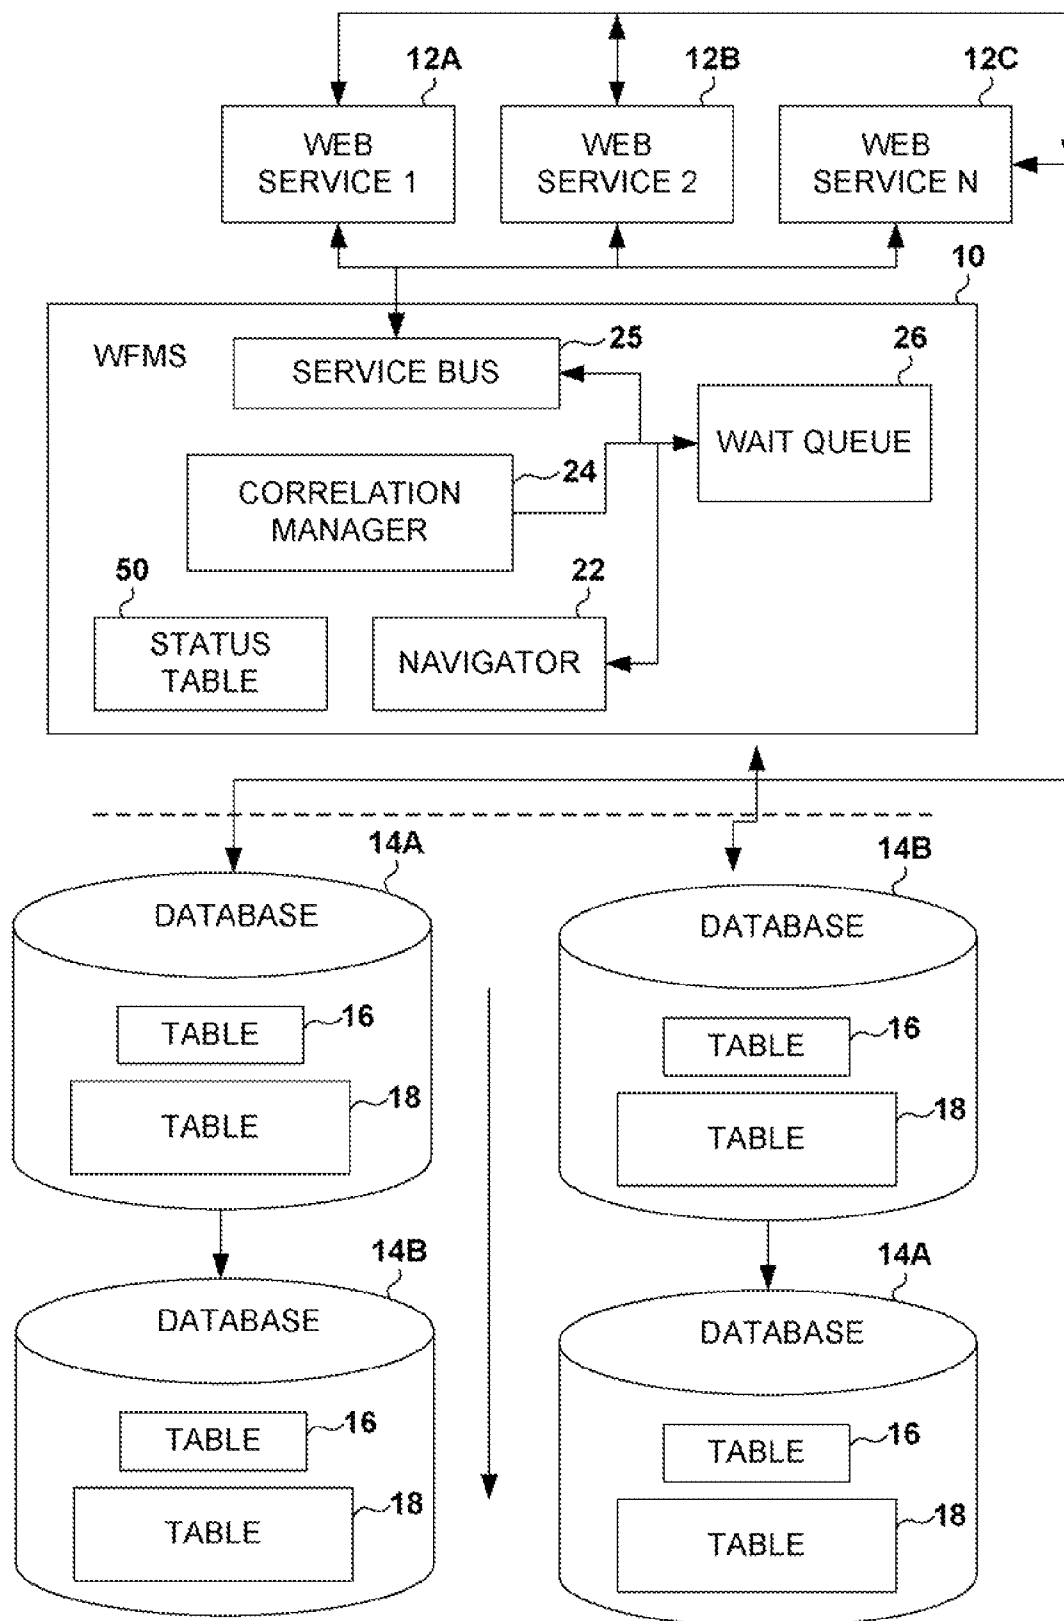 12A
12B
12C
WEB
SERVICE 1
WEB
SERVICE 2
WEB
SERVICE N
10
WFMS
25
SERVICE BUS
26
WAIT QUEUE
24
CORRELATION
MANAGER
50
STATUS
TABLE
22
NAVIGATOR
14A
DATABASE
16
TABLE
18
TABLE
14B
DATABASE
16
TABLE
18
TABLE
14B
DATABASE
16
TABLE
18
TABLE
14A
DATABASE
16
TABLE
18
TABLE